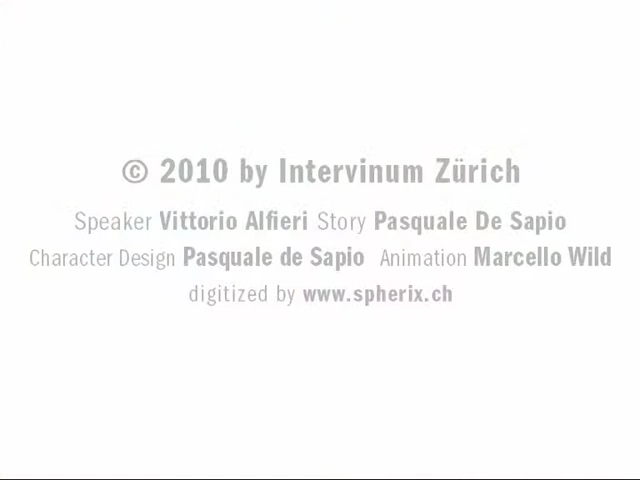 © 2010 by Intervinum Zürich
Speaker Vittorio Alfieri Story Pasquale De Sapio
Character Design Pasquale de Sapio Animation Marcello Wild
digitized by www.spherix.ch